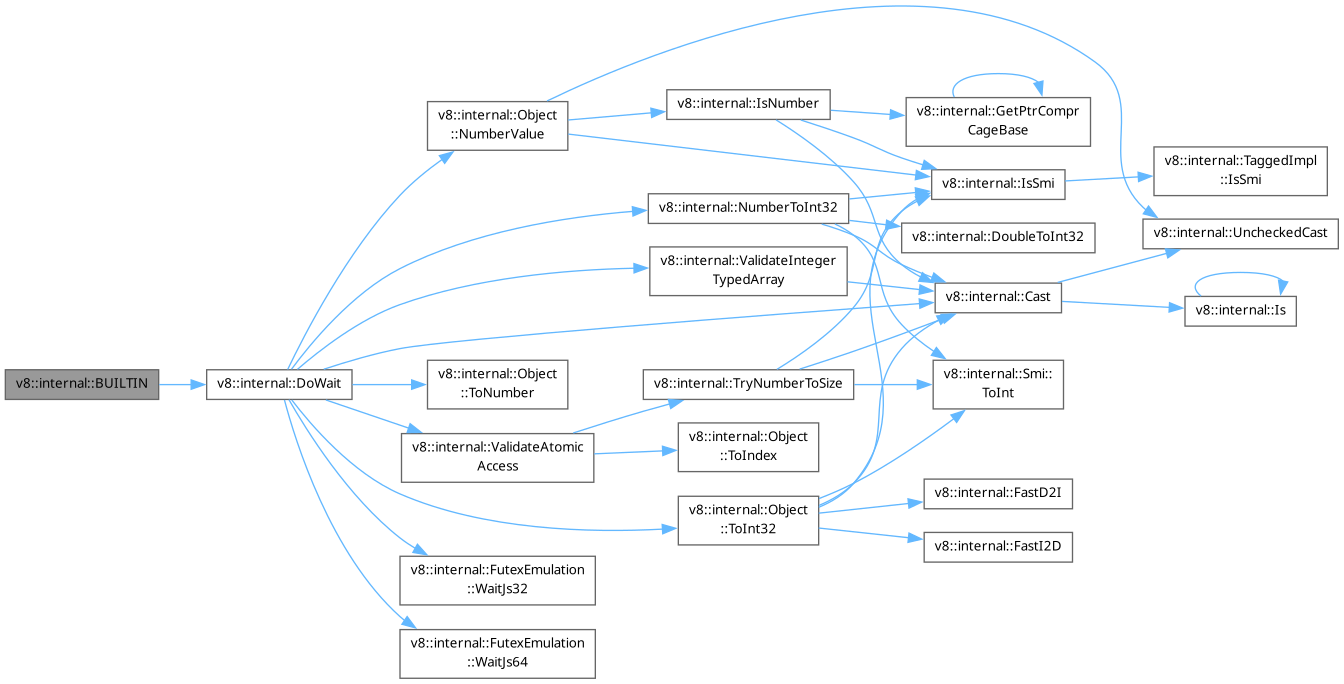 v8::internal::BUILTIN
v8::internal::DoWait
v8::internal::Object
::NumberValue
v8::internal::IsNumber
v8::internal::GetPtrCompr
CageBase
v8::internal::IsSmi
v8::internal::TaggedImpl
::IsSmi
v8::internal::NumberToInt32
v8::internal::DoubleToInt32
v8::internal::UncheckedCast
v8::internal::ValidateInteger
TypedArray
v8::internal::Cast
v8::internal::Is
v8::internal::Object
::ToNumber
v8::internal::TryNumberToSize
v8::internal::Smi::
ToInt
v8::internal::ValidateAtomic
Access
v8::internal::Object
::ToIndex
v8::internal::Object
::ToInt32
v8::internal::FastD2I
v8::internal::FastI2D
v8::internal::FutexEmulation
::WaitJs32
v8::internal::FutexEmulation
::WaitJs64